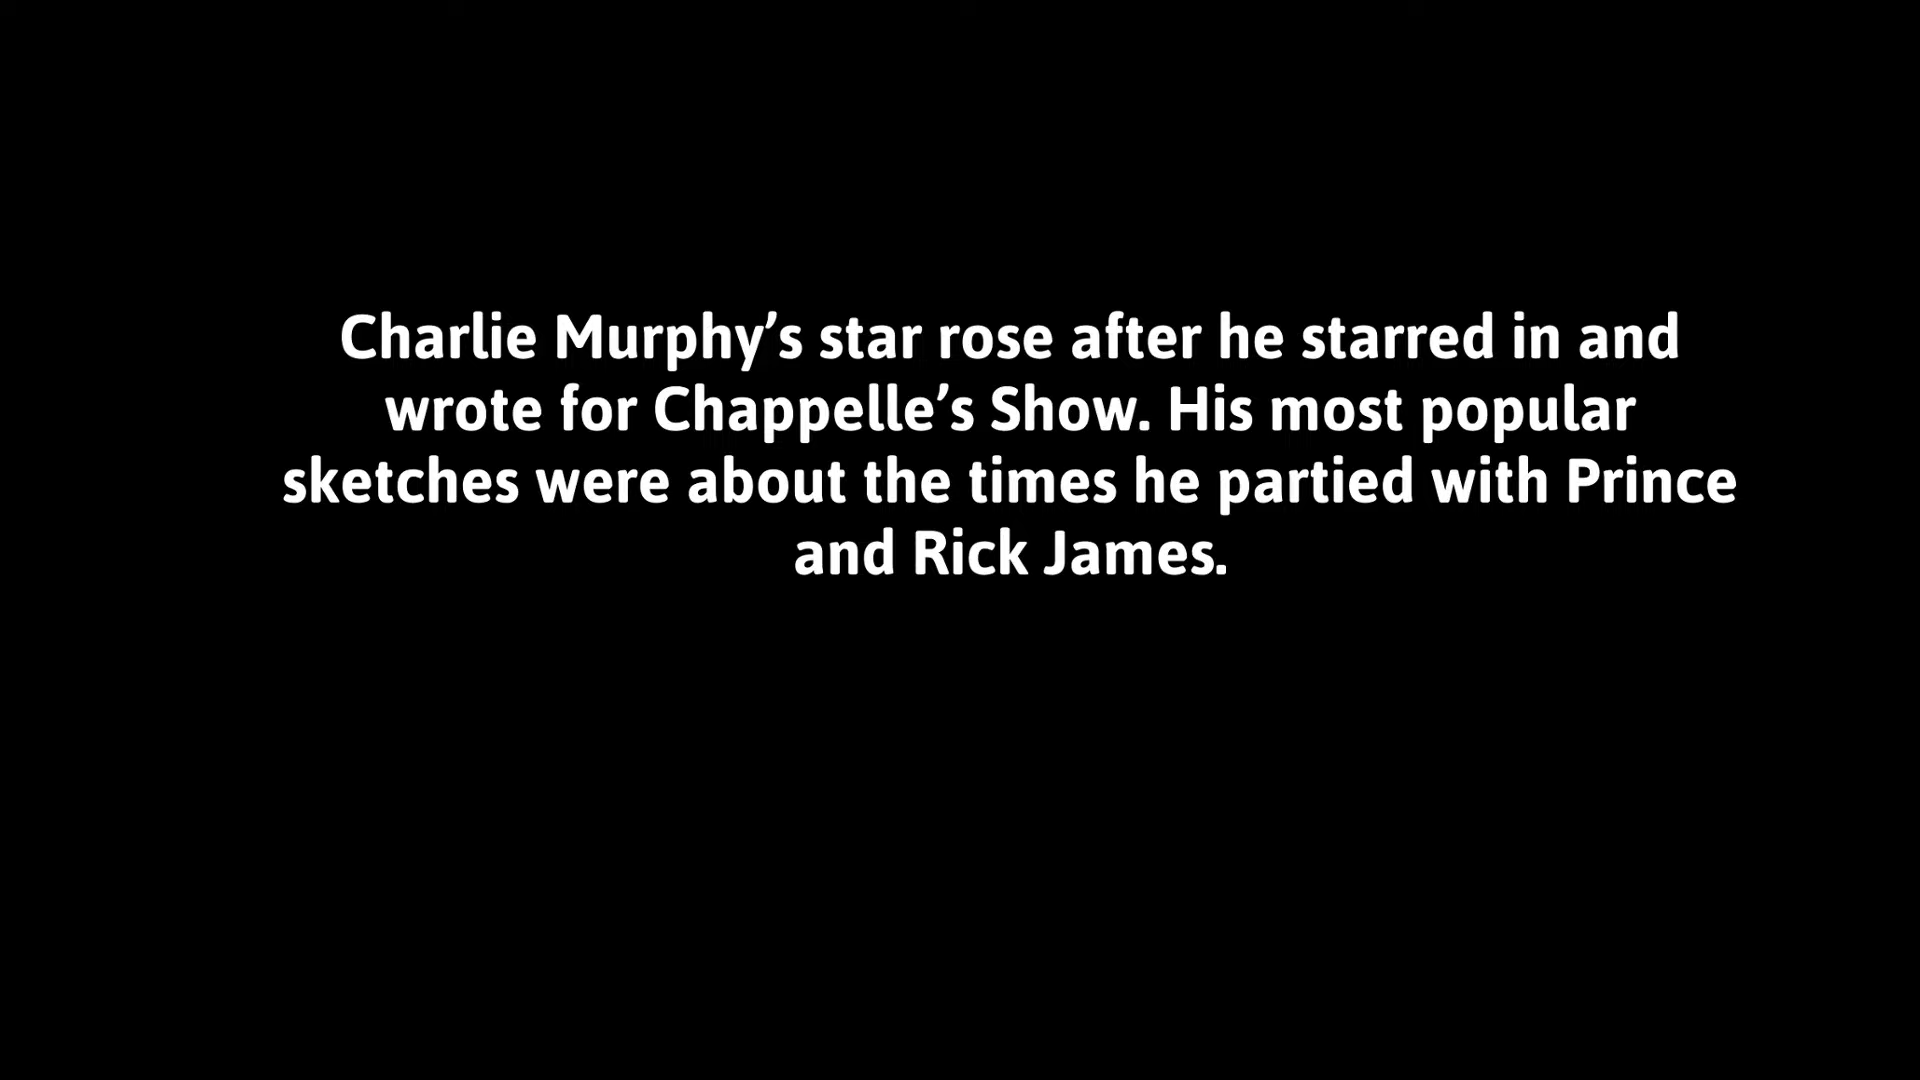 Charlie Murphy’s star rose after he starred in and
wrote for Chappelle’s Show. His most popular
sketches were about the times he partied with Prince
and Rick James.